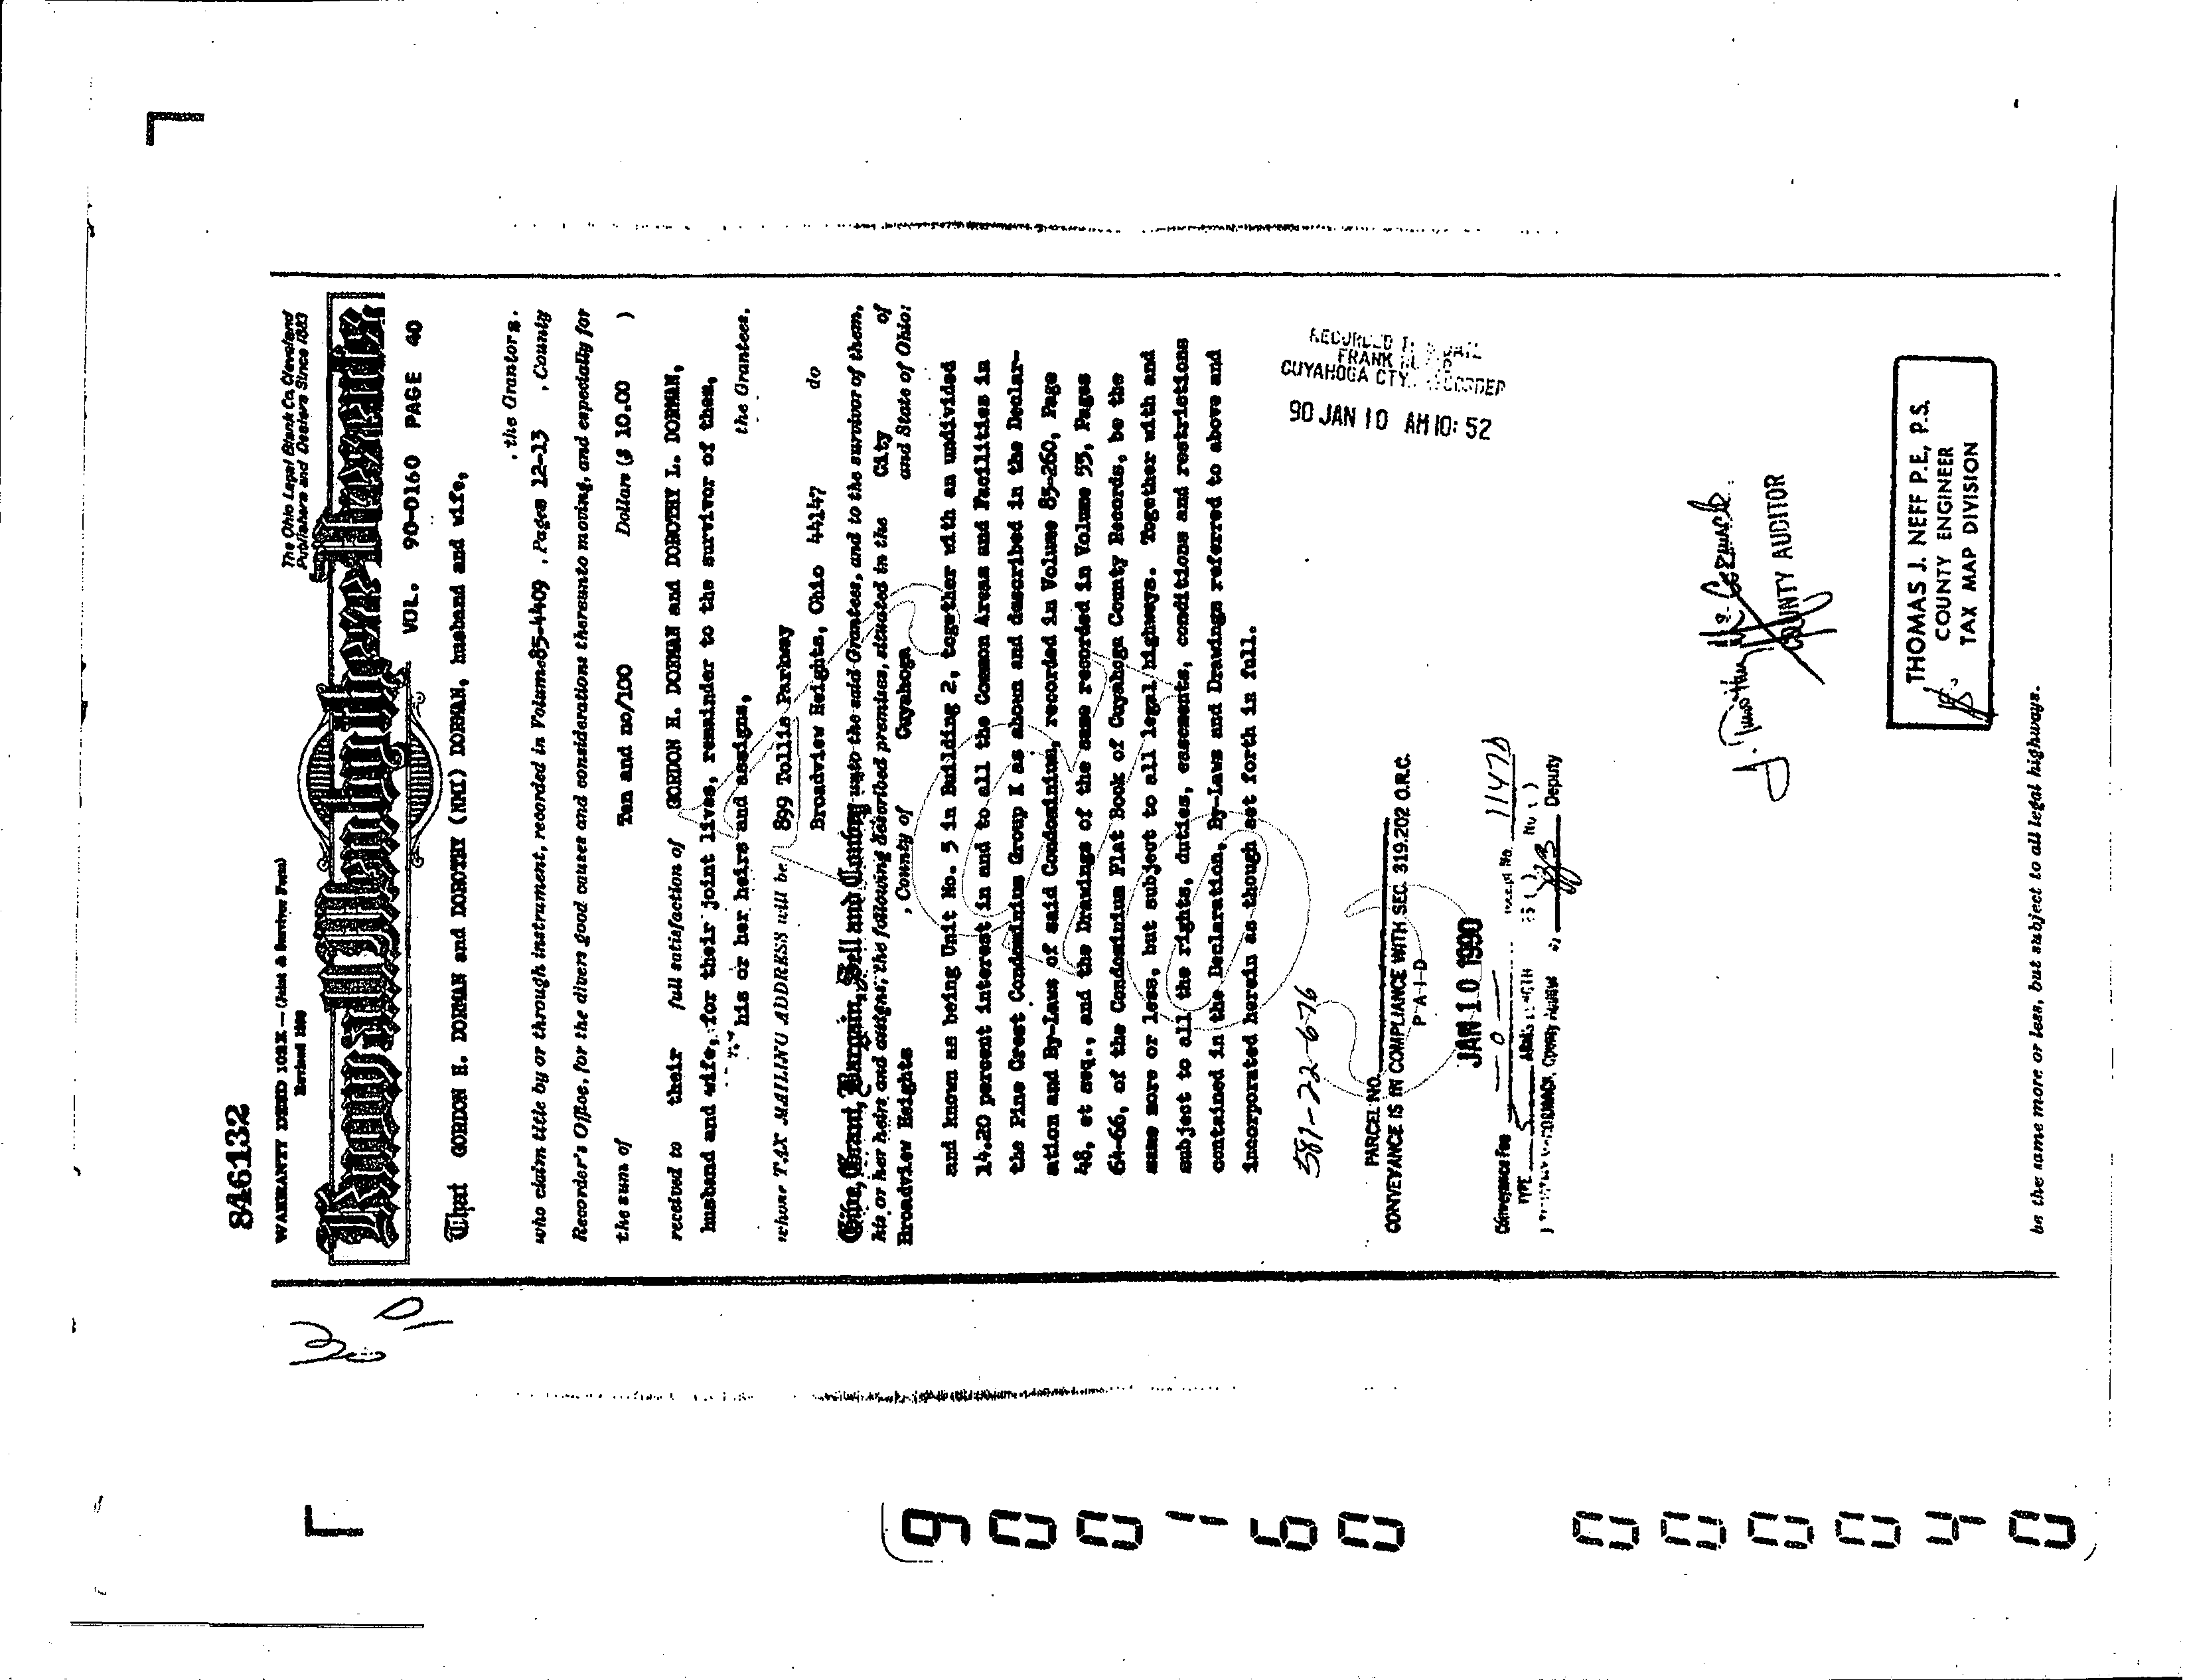 846132
WARRANTY DEED 108X — (Joint & Survivor Form)
Revised 1980
The Ohio Legal Blank Co. Cleveland
Publishers and Dealers Since 1883
Know all Men by these Presents,
VOL. 90-0160 PAGE 40
That GORDON H. DORMAN and DOROTHY (NMI) DORMAN, husband and wife,
, the Grantors.
who claim title by or through instrument, recorded in Volume 85-4409 , Pages 12-13 , County
Recorder's Office, for the divers good causes and considerations thereunto moving, and especially for
the sum of Ten and no/100 Dollars ($ 10.00 )
received to their full satisfaction of GORDON H. DORMAN and DOROTHY L. DORMAN,
husband and wife, for their joint lives, remainder to the survivor of them,
his or her heirs and assigns, the Grantees,
whose TAX MAILING ADDRESS will be 899 Tollis Parkway
Broadview Heights, Ohio 44147 do
Give, Grant, Bargain, Sell and Convey unto the said Grantees, and to the survivor of them,
his or her heirs and assigns, the following described premises, situated in the City of
Broadview Heights , County of Cuyahoga and State of Ohio:
and known as being Unit No. 5 in Building 2, together with an undivided
14.20 percent interest in and to all the Common Areas and Facilities in
the Pine Crest Condominium Group I as shown and described in the Declar-
ation and By-Laws of said Condominium, recorded in Volume 85-260, Page
48, et seq., and the Drawings of the same recorded in Volume 53, Pages
64-66, of the Condominium Plat Book of Cuyahoga County Records, be the
same more or less, but subject to all legal highways. Together with and
subject to all the rights, duties, easements, conditions and restrictions
contained in the Declaration, By-Laws and Drawings referred to above and
incorporated herein as though set forth in full.
581-22-676
FRANK
CUYAHOGA CTY. RECORDER
90 JAN 10 AM 10: 52
PARCEL NO.
CONVEYANCE IS IN COMPLIANCE WITH SEC. 319.202 O.R.C.
P-A-I-D
JAN 10 1990
Conveyance Fee — 0 — Receipt No
TYPE
Deputy
COUNTY AUDITOR
THOMAS J. NEFF P.E., P.S.
COUNTY ENGINEER
TAX MAP DIVISION
be the same more or less, but subject to all legal highways.
900160 000040